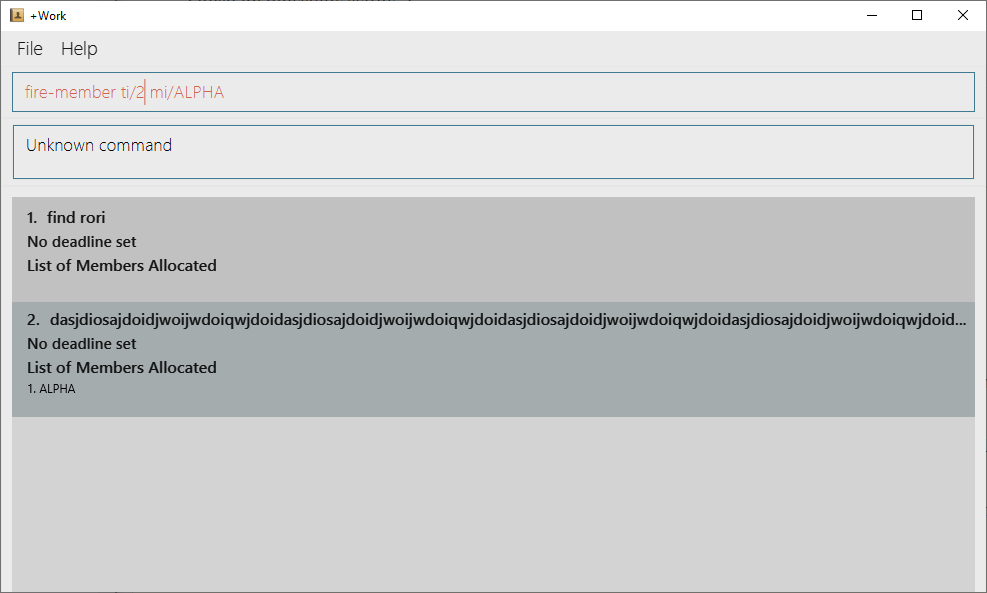 +Work
File Help
fire-member ti/2 mi/ALPHA
Unknown command
1. find rori
No deadline set
List of Members Allocated
2. dasjdiosajdoidjwoijwdoiqwjdoidasjdiosajdoidjwoijwdoiqwjdoidasjdiosajdoidjwoijwdoiqwjdoidasjdiosajdoidjwoijwdoiqwjdoid...
No deadline set
List of Members Allocated
1. ALPHA